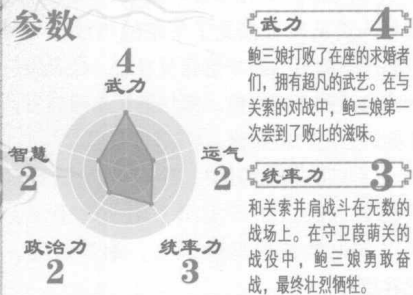 参数
4
武力
智慧
2
运气
2
政治力
2
统率力
3
武力 4
鲍三娘打败了在座的求婚者
们，拥有超凡的武艺。在与
关索的对战中，鲍三娘第一
次尝到了败北的滋味。
统率力 3
和关索并肩战斗在无数的
战场上。在守卫葭萌关的
战役中，鲍三娘勇敢奋
战，最终壮烈牺牲。